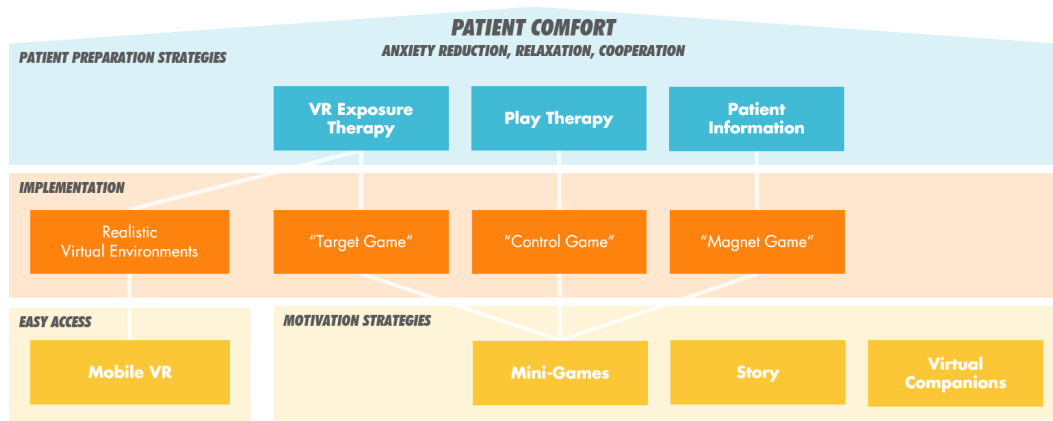 PATIENT COMFORT
ANXIETY REDUCTION, RELAXATION, COOPERATION
PATIENT PREPARATION STRATEGIES
VR Exposure
Therapy
Play Therapy
Patient
Information
IMPLEMENTATION
Realistic
Virtual Environments
“Target Game“
“Control Game“
“Magnet Game“
EASY ACCESS
MOTIVATION STRATEGIES
Mobile VR
Mini-Games
Story
Virtual
Companions